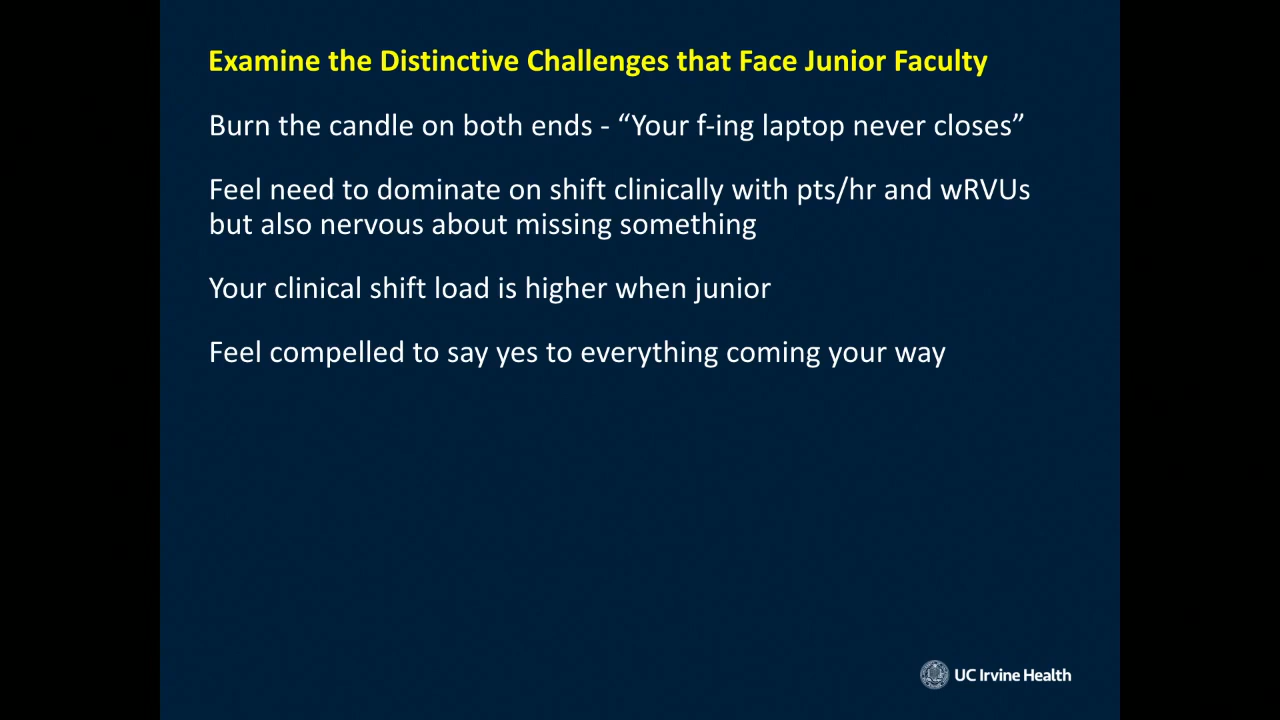 Examine the Distinctive Challenges that Face Junior Faculty
Burn the candle on both ends - “Your f-ing laptop never closes”
Feel need to dominate on shift clinically with pts/hr and wRVUs
but also nervous about missing something
Your clinical shift load is higher when junior
Feel compelled to say yes to everything coming your way
UC Irvine Health